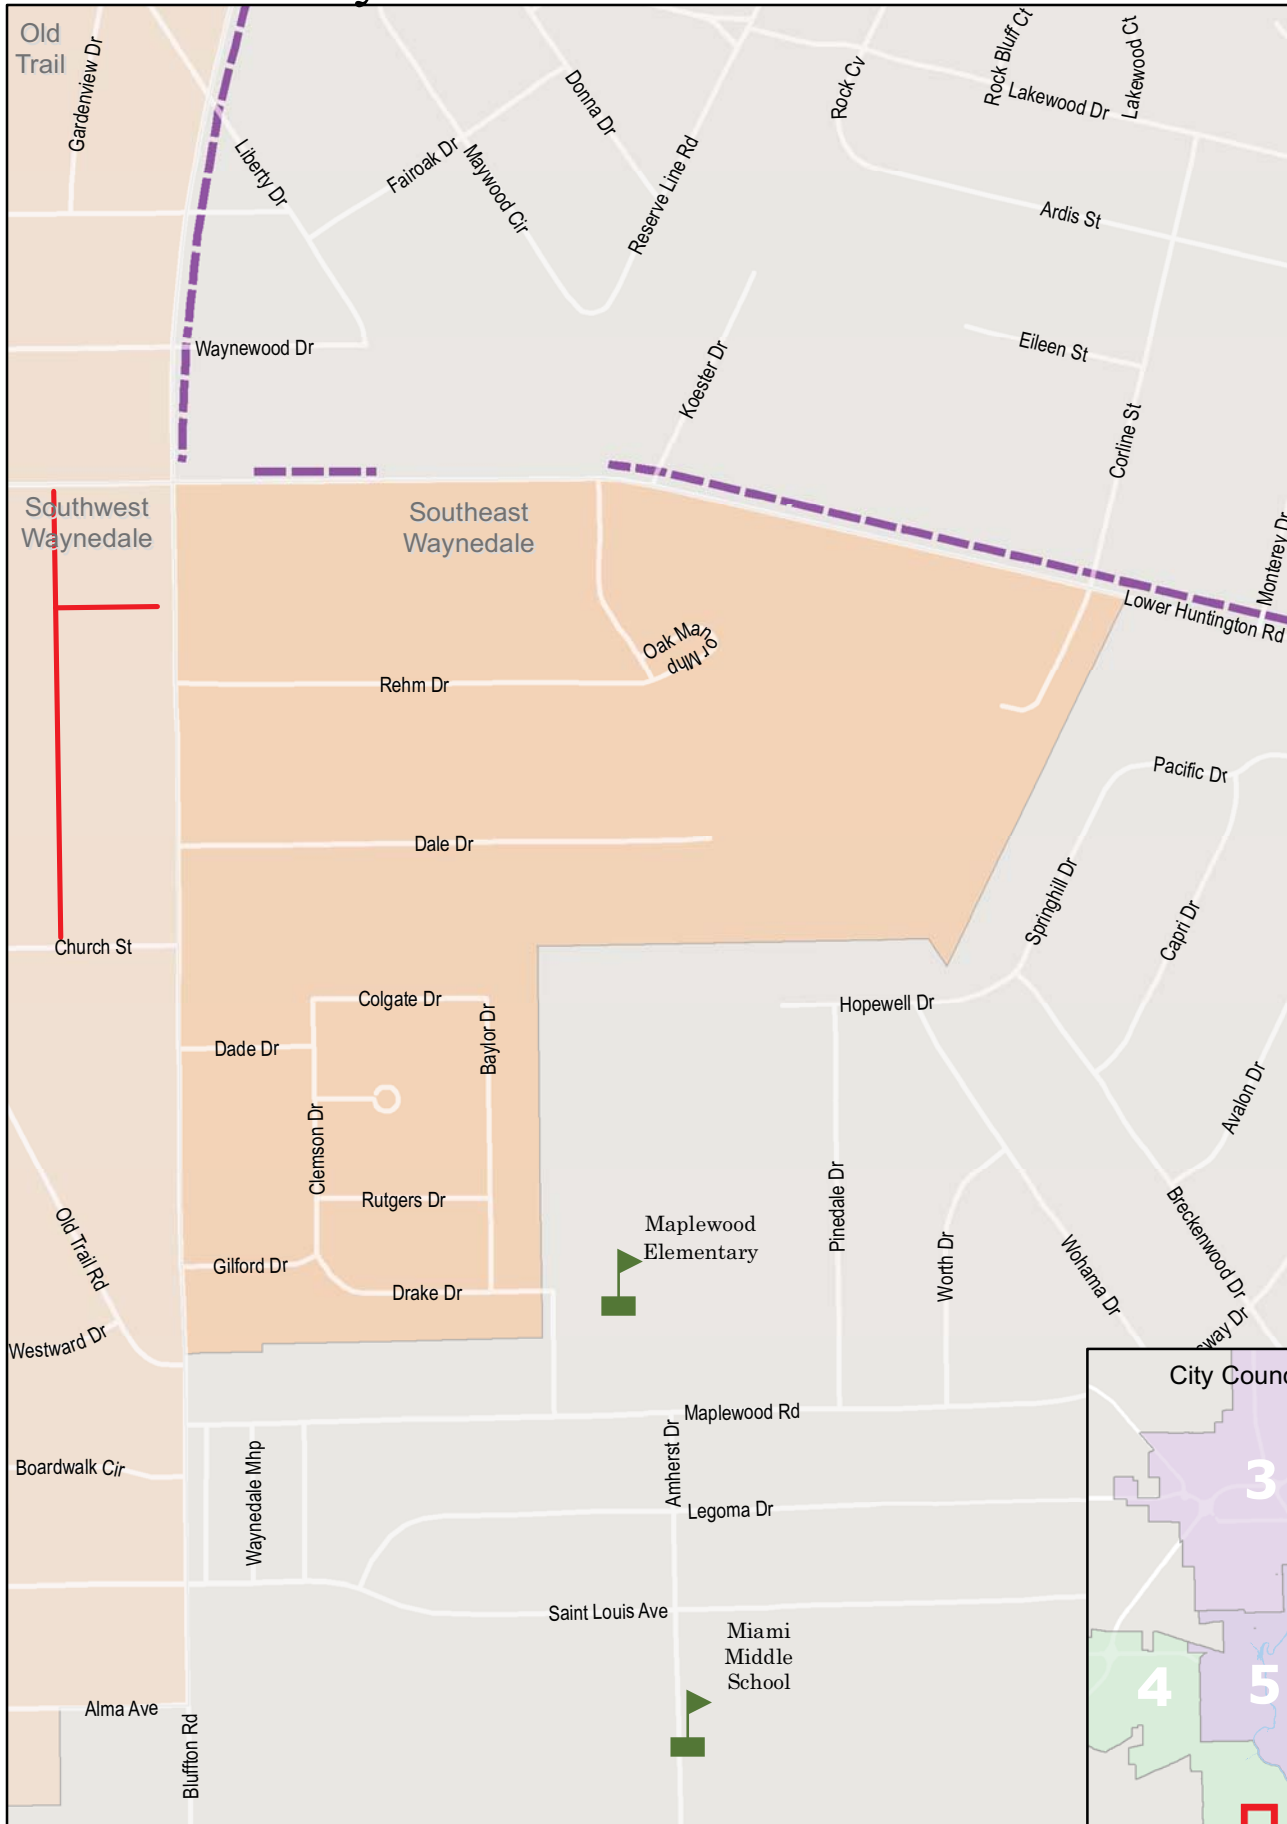 Old
Trail
Gardenview Dr
Liberty Dr
Fairoak Dr
Maywood Cir
Donna Dr
Reserve Line Rd
Rock Cv
Rock Bluff Ct
Lakewood Dr
Lakewood Ct
Ardis St
Waynewood Dr
Koester Dr
Eileen St
Corline St
Southwest
Waynedale
Southeast
Waynedale
Monterey Dr
Lower Huntington Rd
Oak Manor Mhp
Rehm Dr
Pacific Dr
Dale Dr
Springhill Dr
Capri Dr
Church St
Colgate Dr
Hopewell Dr
Dade Dr
Baylor Dr
Avalon Dr
Clemson Dr
Rutgers Dr
Pinedale Dr
Old Trail Rd
Maplewood
Elementary
Worth Dr
Wohama Dr
Breckenwood Dr
Gilford Dr
Drake Dr
Westward Dr
sway Dr
City Counc
Maplewood Rd
Boardwalk Cir
Waynedale Mhp
Amherst Dr
Legoma Dr
3
Saint Louis Ave
Miami
Middle
School
4
5
Alma Ave
Bluffton Rd